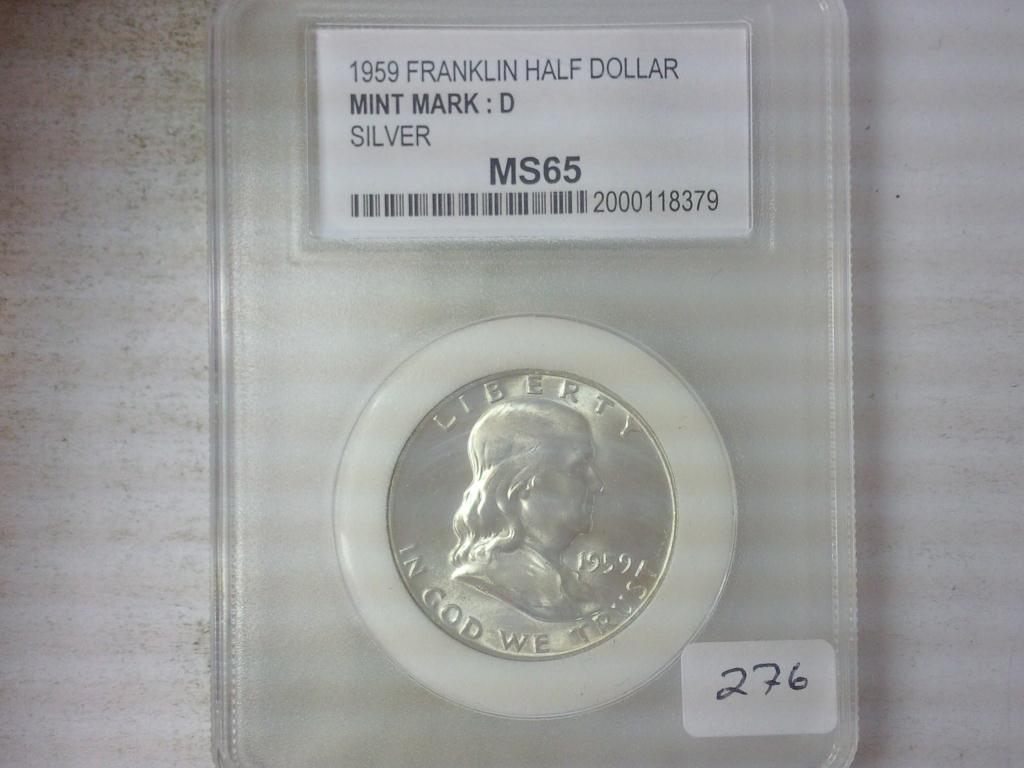 1959 FRANKLIN HALF DOLLAR
MINT MARK : D
SILVER
MS65
2000118379
LIBERTY
1959
IN GOD WE TRUST
276